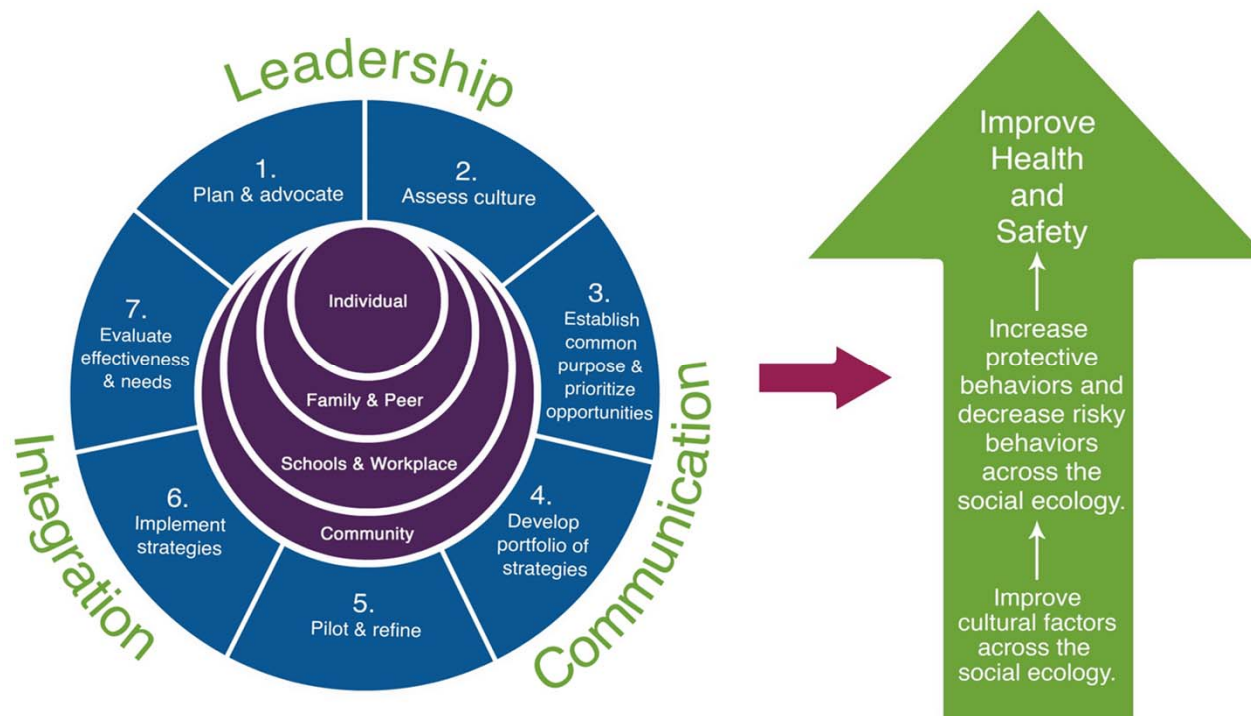 Leadership
1.
Plan & advocate
2.
Assess culture
3.
Establish
common
purpose &
prioritize
opportunities
4.
Develop
portfolio of
strategies
5.
Pilot & refine
6.
Implement
strategies
7.
Evaluate
effectiveness
& needs
Individual
Family & Peer
Schools & Workplace
Community
Integration
Communication
Improve
Health
and
Safety
Increase
protective
behaviors and
decrease risky
behaviors
across the
social ecology.
Improve
cultural factors
across the
social ecology.